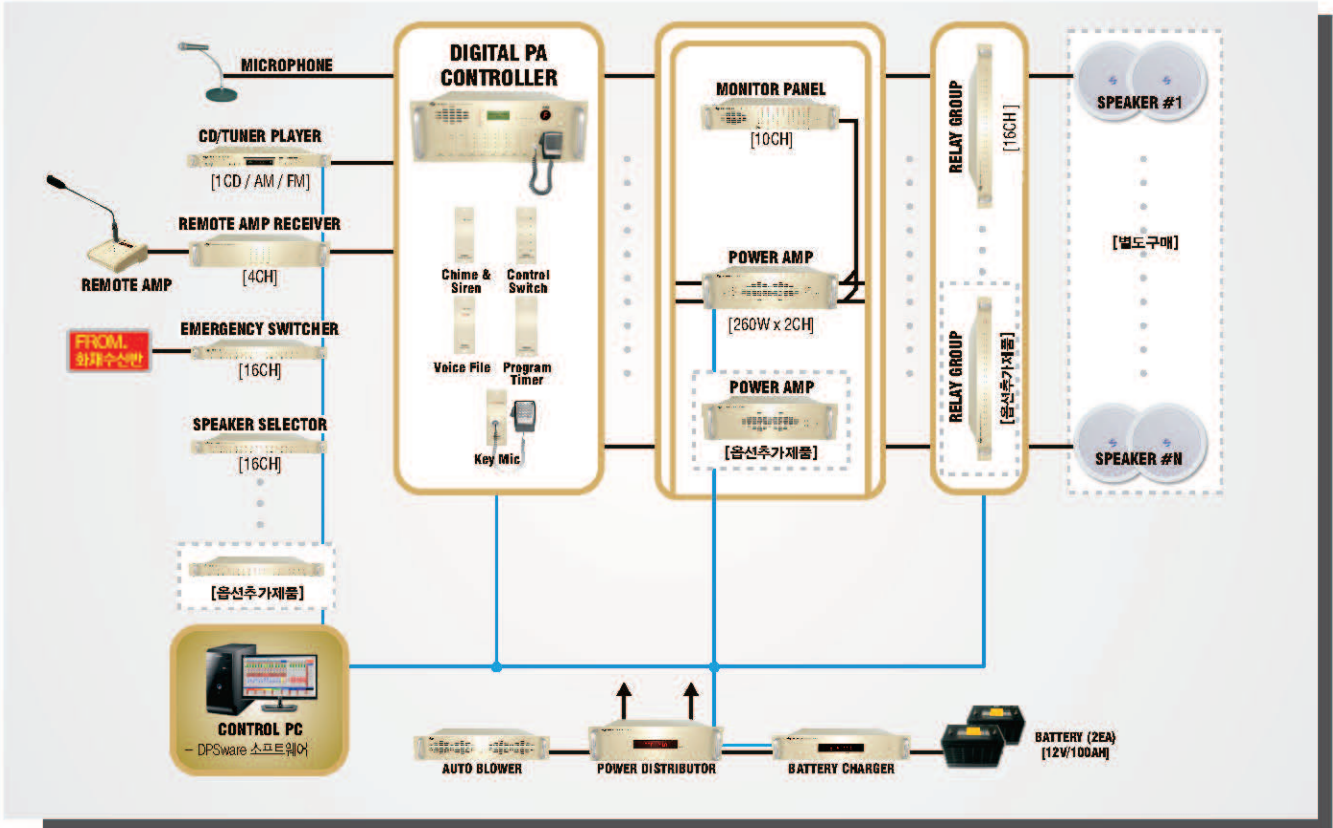 MICROPHONE
CD/TUNER PLAYER
[1CD / AM / FM]
REMOTE AMP RECEIVER
[4CH]
REMOTE AMP
EMERGENCY SWITCHER
[16CH]
FROM.
화재수신반
SPEAKER SELECTOR
[16CH]
[옵션추가제품]
CONTROL PC
- DPSware 소프트웨어
DIGITAL PA
CONTROLLER
Chime &
Siren
Control
Switch
Voice File
Program
Timer
Key Mic
MONITOR PANEL
[10CH]
POWER AMP
[260W x 2CH]
POWER AMP
[옵션추가제품]
RELAY GROUP
[16CH]
RELAY GROUP
[옵션추가제품]
SPEAKER #1
[별도구매]
SPEAKER #N
AUTO BLOWER
POWER DISTRIBUTOR
BATTERY CHARGER
BATTERY (2EA)
[12V/100AH]